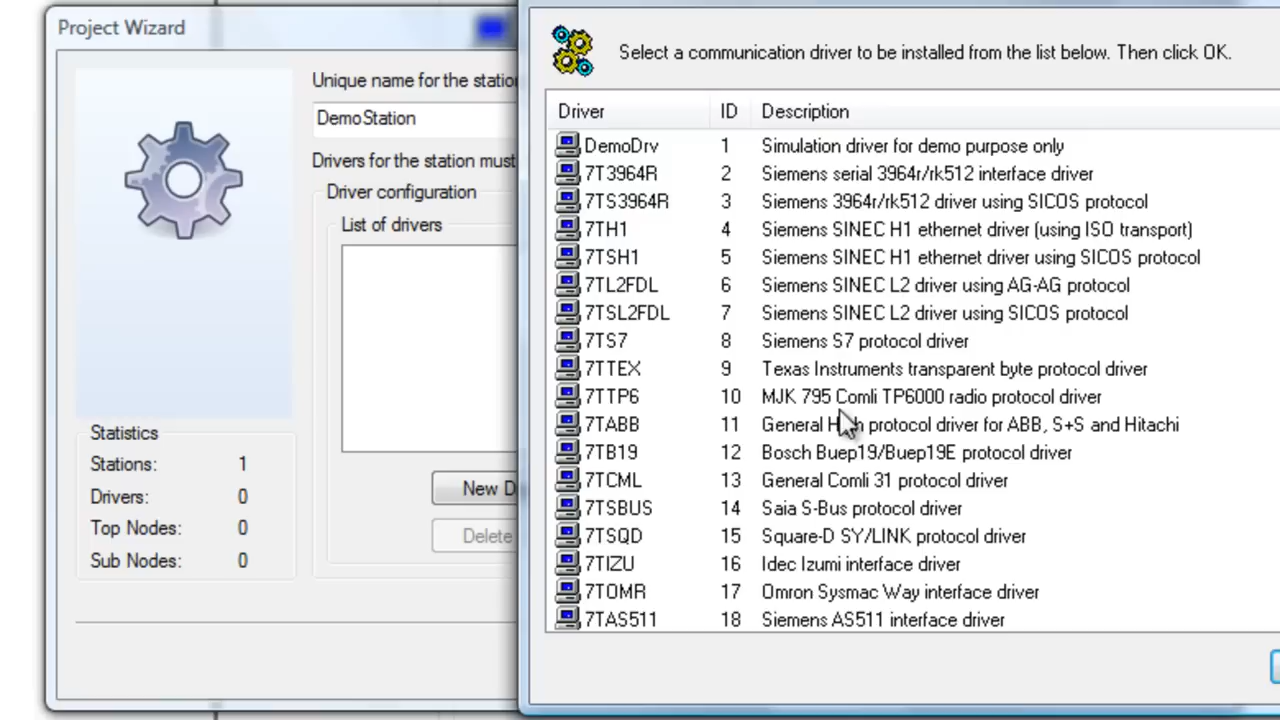 Project Wizard
Unique name for the statio
DemoStation
Drivers for the station must
Driver configuration
List of drivers
New D
Delete
Statistics
Stations: 1
Drivers: 0
Top Nodes: 0
Sub Nodes: 0
Select a communication driver to be installed from the list below. Then click OK.
Driver ID Description
DemoDrv 1 Simulation driver for demo purpose only
7T3964R 2 Siemens serial 3964r/rk512 interface driver
7TS3964R 3 Siemens 3964r/rk512 driver using SICOS protocol
7TH1 4 Siemens SINEC H1 ethernet driver (using ISO transport)
7TSH1 5 Siemens SINEC H1 ethernet driver using SICOS protocol
7TL2FDL 6 Siemens SINEC L2 driver using AG-AG protocol
7TSL2FDL 7 Siemens SINEC L2 driver using SICOS protocol
7TS7 8 Siemens S7 protocol driver
7TTEX 9 Texas Instruments transparent byte protocol driver
7TTP6 10 MJK 795 Comli TP6000 radio protocol driver
7TABB 11 General protocol driver for ABB, S+S and Hitachi
7TB19 12 Bosch Buep19/Buep19E protocol driver
7TCML 13 General Comli 31 protocol driver
7TSBUS 14 Saia S-Bus protocol driver
7TSQD 15 Square-D SY/LINK protocol driver
7TIZU 16 Idec Izumi interface driver
7TOMR 17 Omron Sysmac Way interface driver
7TAS511 18 Siemens AS511 interface driver